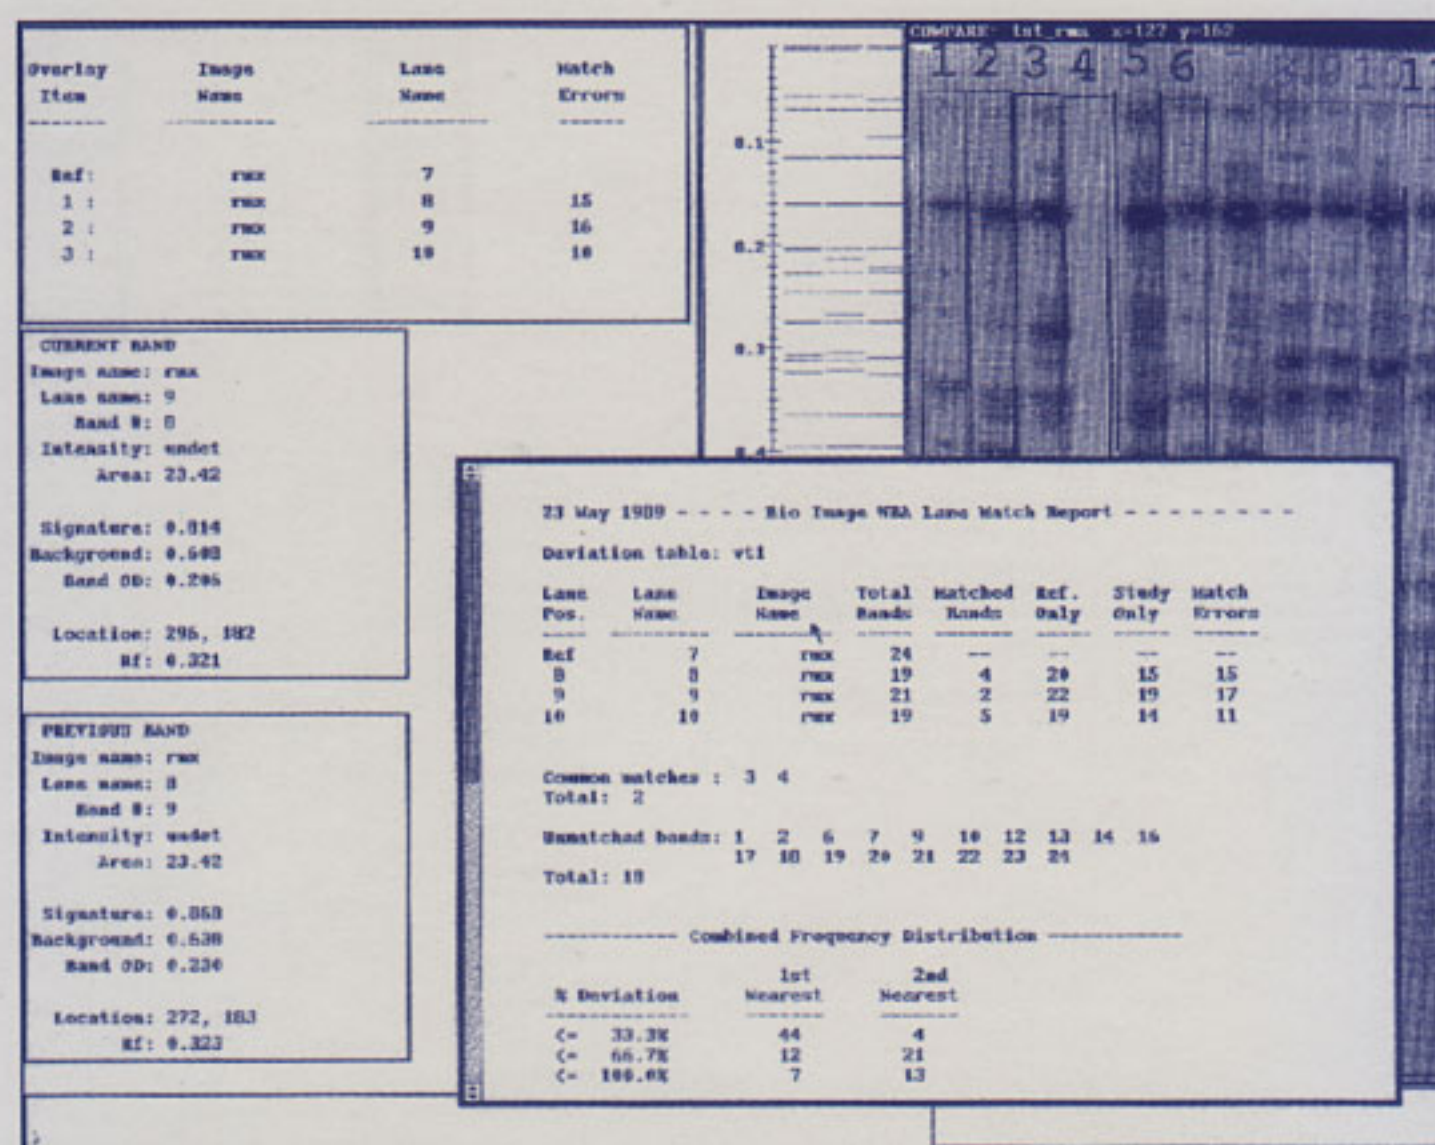 Overlay Image Lane Match
Item Name Name Errors
Ref: rmx 7
1 : rmx 8 15
2 : rmx 9 16
3 : rmx 10 10
CURRENT BAND
Image name: rmx
Lane name: 9
Band #: 8
Intensity: undet
Area: 23.42
Signature: 0.814
Background: 0.608
Band OD: 0.206
Location: 296, 182
Rf: 0.321
PREVIOUS BAND
Image name: rmx
Lane name: 8
Band #: 9
Intensity: undet
Area: 23.42
Signature: 0.868
Background: 0.638
Band OD: 0.230
Location: 272, 183
Rf: 0.323
0.1
0.2
0.3
0.4
COMPARE: int_rmx x-127 y-162
1 2 3 4 5 6 8 9 10 11
23 May 1989 - - - - Bio Image WBA Lane Match Report - - - - - - - - -
Deviation table: vt1
Lane Lane Image Total Matched Ref. Study Match
Pos. Name Name Bands Bands Only Only Errors
Ref 7 rmx 24 -- -- -- --
8 8 rmx 19 4 20 15 15
9 9 rmx 21 2 22 19 17
10 10 rmx 19 5 19 14 11
Common matches : 3 4
Total: 2
Unmatched bands: 1 2 6 7 9 10 12 13 14 16
17 18 19 20 21 22 23 24
Total: 18
------------ Combined Frequency Distribution ------------
1st 2nd
% Deviation Nearest Nearest
<= 33.3% 44 4
<= 66.7% 12 21
<= 100.0% 7 13